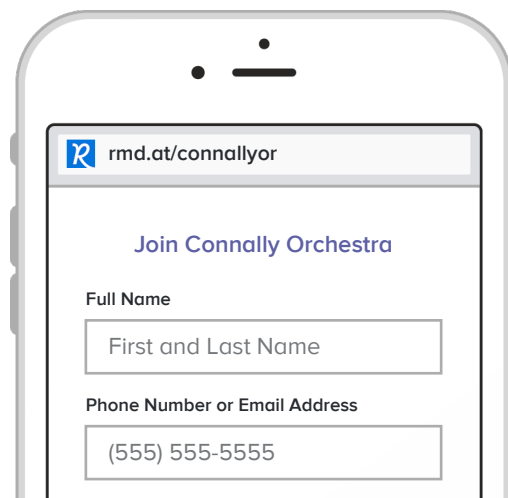 rmd.at/connallyor
Join Connally Orchestra
Full Name
First and Last Name
Phone Number or Email Address
(555) 555-5555